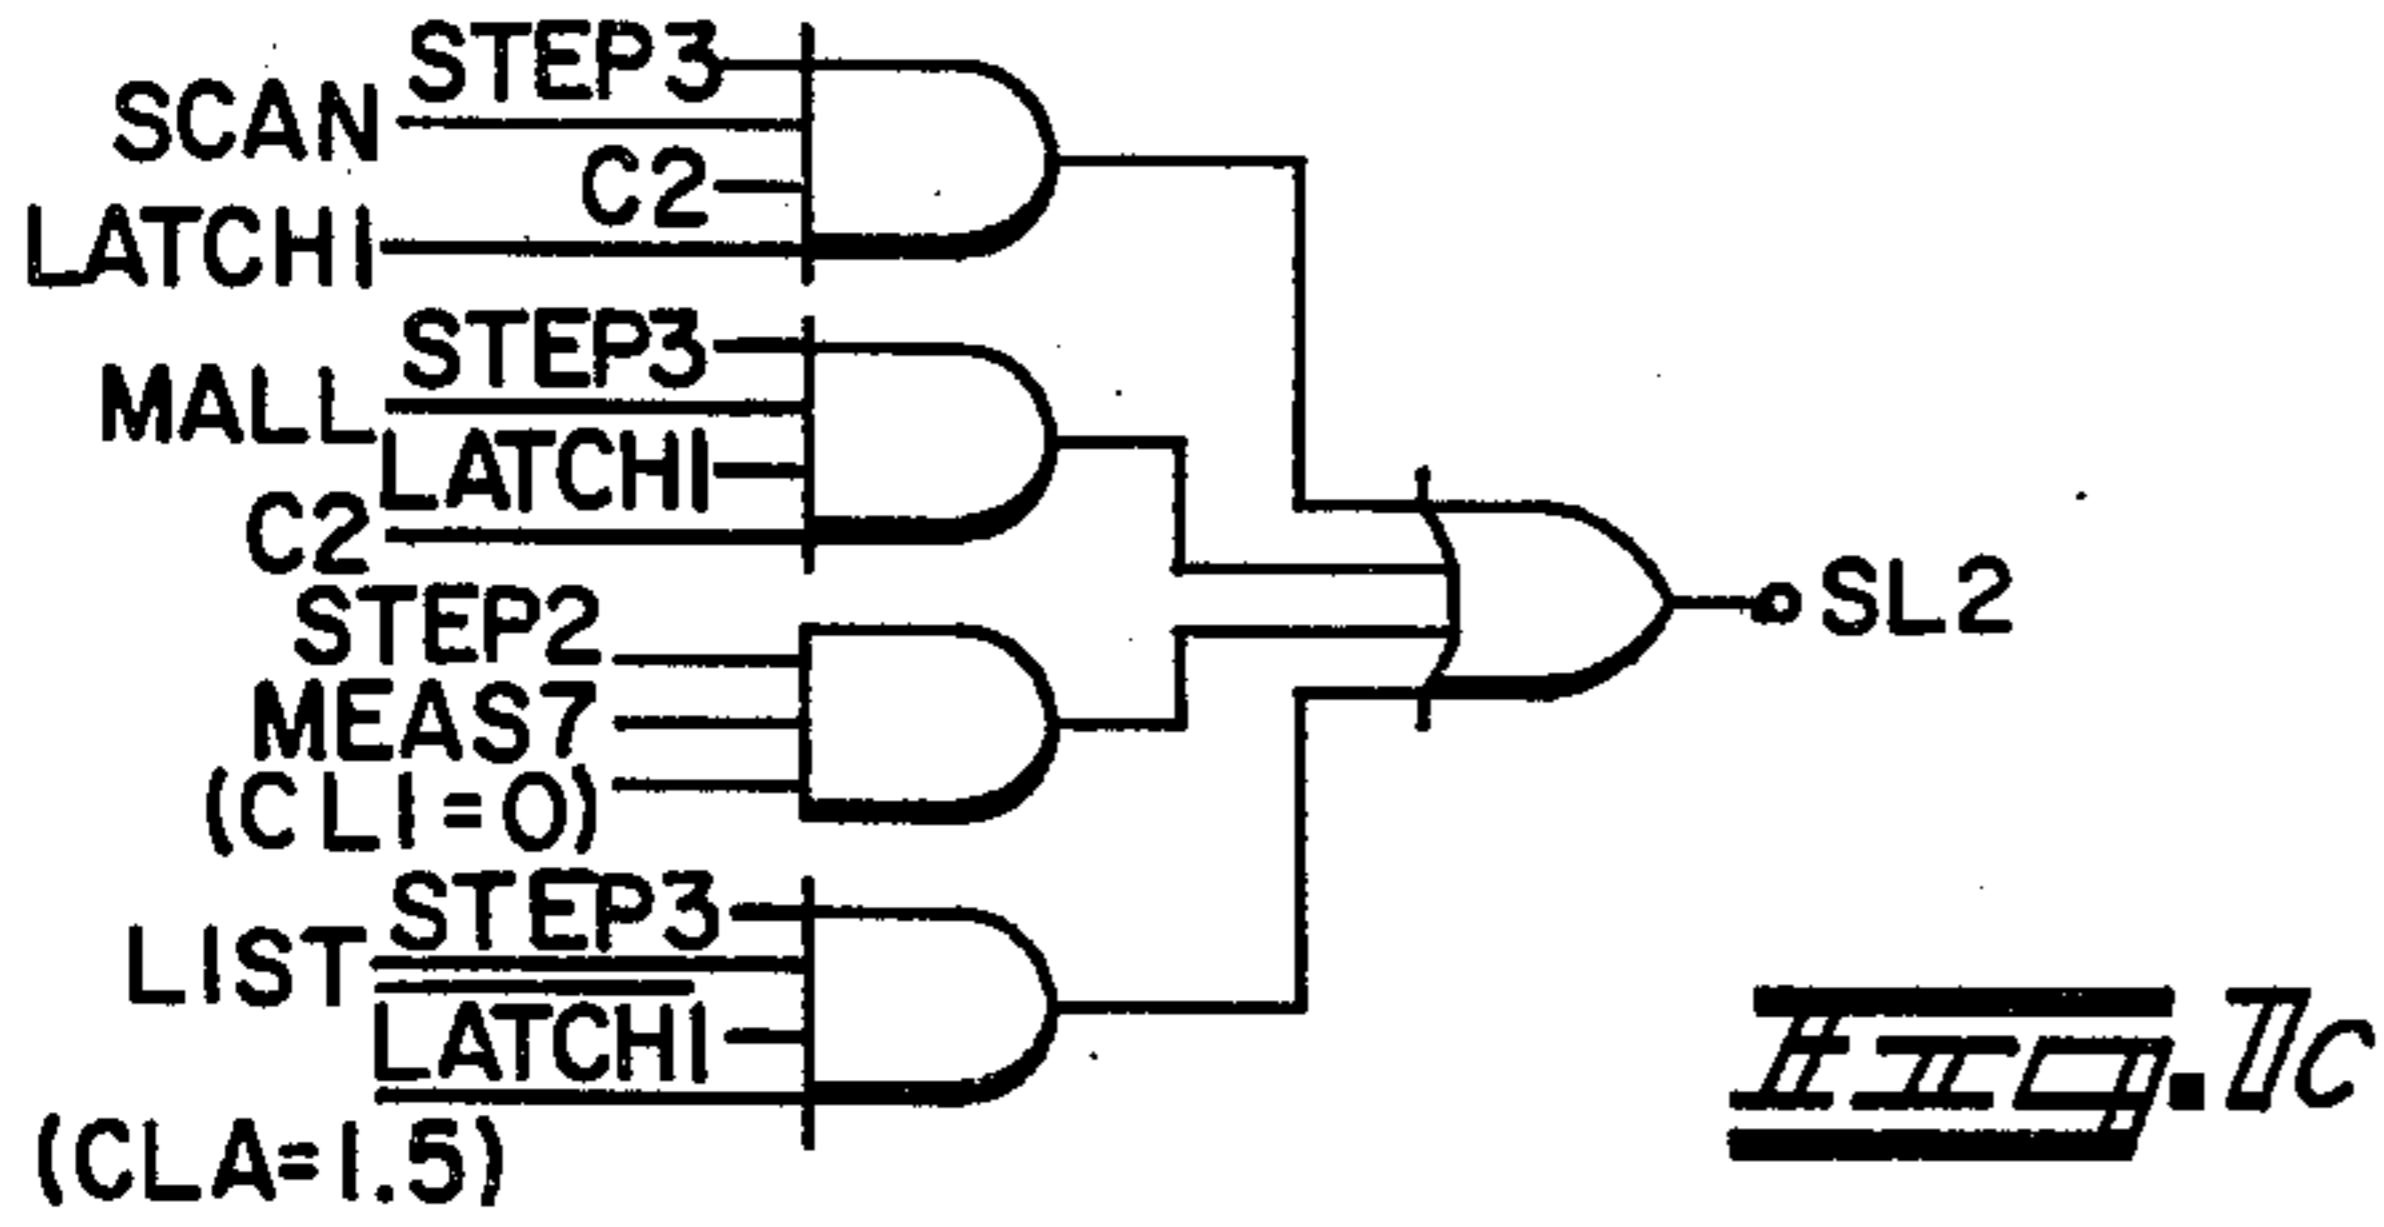 STEP3
SCAN
C2
LATCH1
STEP3
MALL
LATCH1
C2
STEP2
SL2
MEAS7
(CL1=0)
STEP3
LIST
L̅A̅T̅C̅H̅1̅
(CLA=1.5)
Fig. 7c